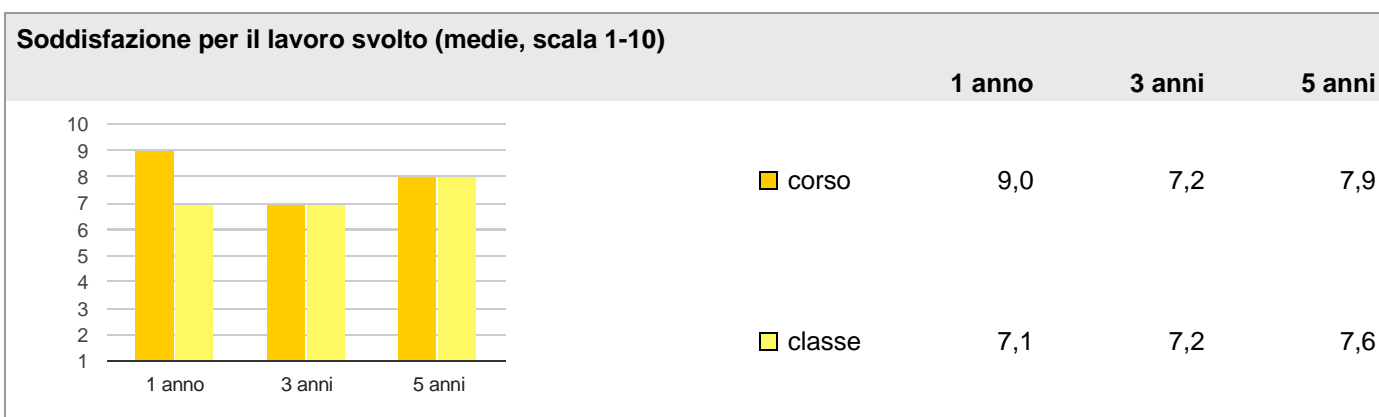 Soddisfazione per il lavoro svolto (medie, scala 1-10)
1 anno 3 anni 5 anni
10
9
8
7
6
5
4
3
2
1
1 anno 3 anni 5 anni
corso 9,0 7,2 7,9
classe 7,1 7,2 7,6